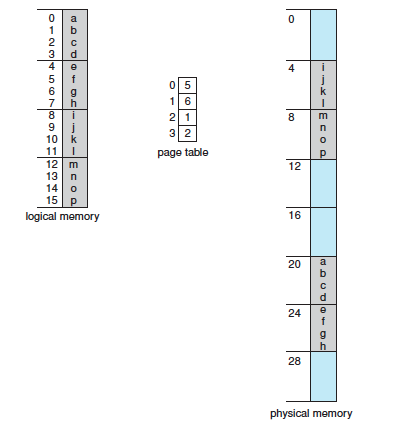 0 a
1 b
2 c
3 d
4 e
5 f
6 g
7 h
8 i
9 j
10 k
11 l
12 m
13 n
14 o
15 p
logical memory
0 5
1 6
2 1
3 2
page table
0
4 i
j
k
l
8 m
n
o
p
12
16
20 a
b
c
d
24 e
f
g
h
28
physical memory